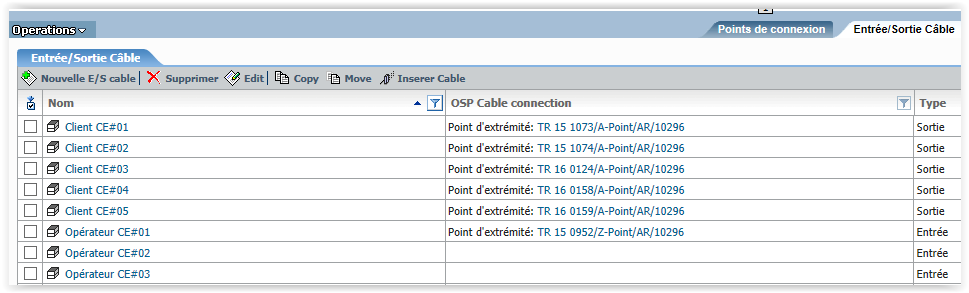 Operations
Points de connexion
Entrée/Sortie Câble
Entrée/Sortie Câble
Nouvelle E/S cable | Supprimer Edit | Copy Move Inserer Cable
Nom OSP Cable connection Type
Client CE#01 Point d'extrémité: TR 15 1073/A-Point/AR/10296 Sortie
Client CE#02 Point d'extrémité: TR 15 1074/A-Point/AR/10296 Sortie
Client CE#03 Point d'extrémité: TR 16 0124/A-Point/AR/10296 Sortie
Client CE#04 Point d'extrémité: TR 16 0158/A-Point/AR/10296 Sortie
Client CE#05 Point d'extrémité: TR 16 0159/A-Point/AR/10296 Sortie
Opérateur CE#01 Point d'extrémité: TR 15 0952/Z-Point/AR/10296 Entrée
Opérateur CE#02 Entrée
Opérateur CE#03 Entrée